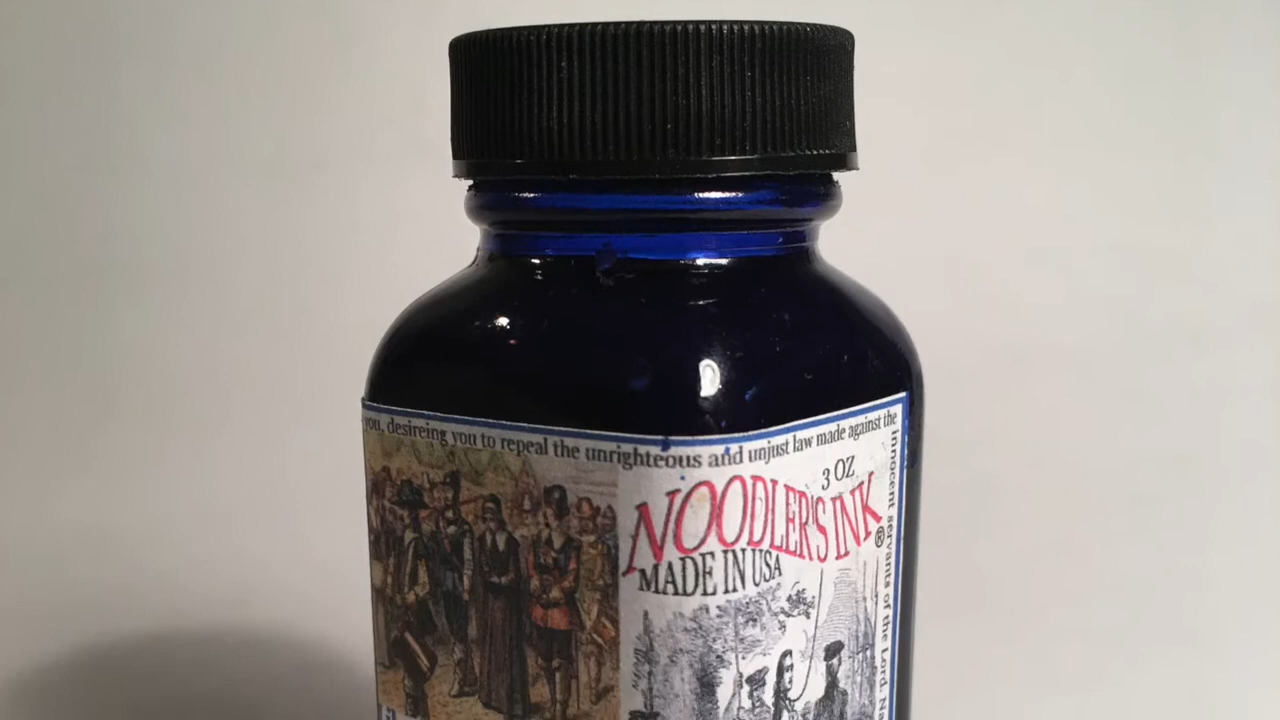 you, desireing you to repeal the unrighteous and unjust law made against the
innocent servants of the Lord.
3 OZ
NOODLER'S INK®
MADE IN USA